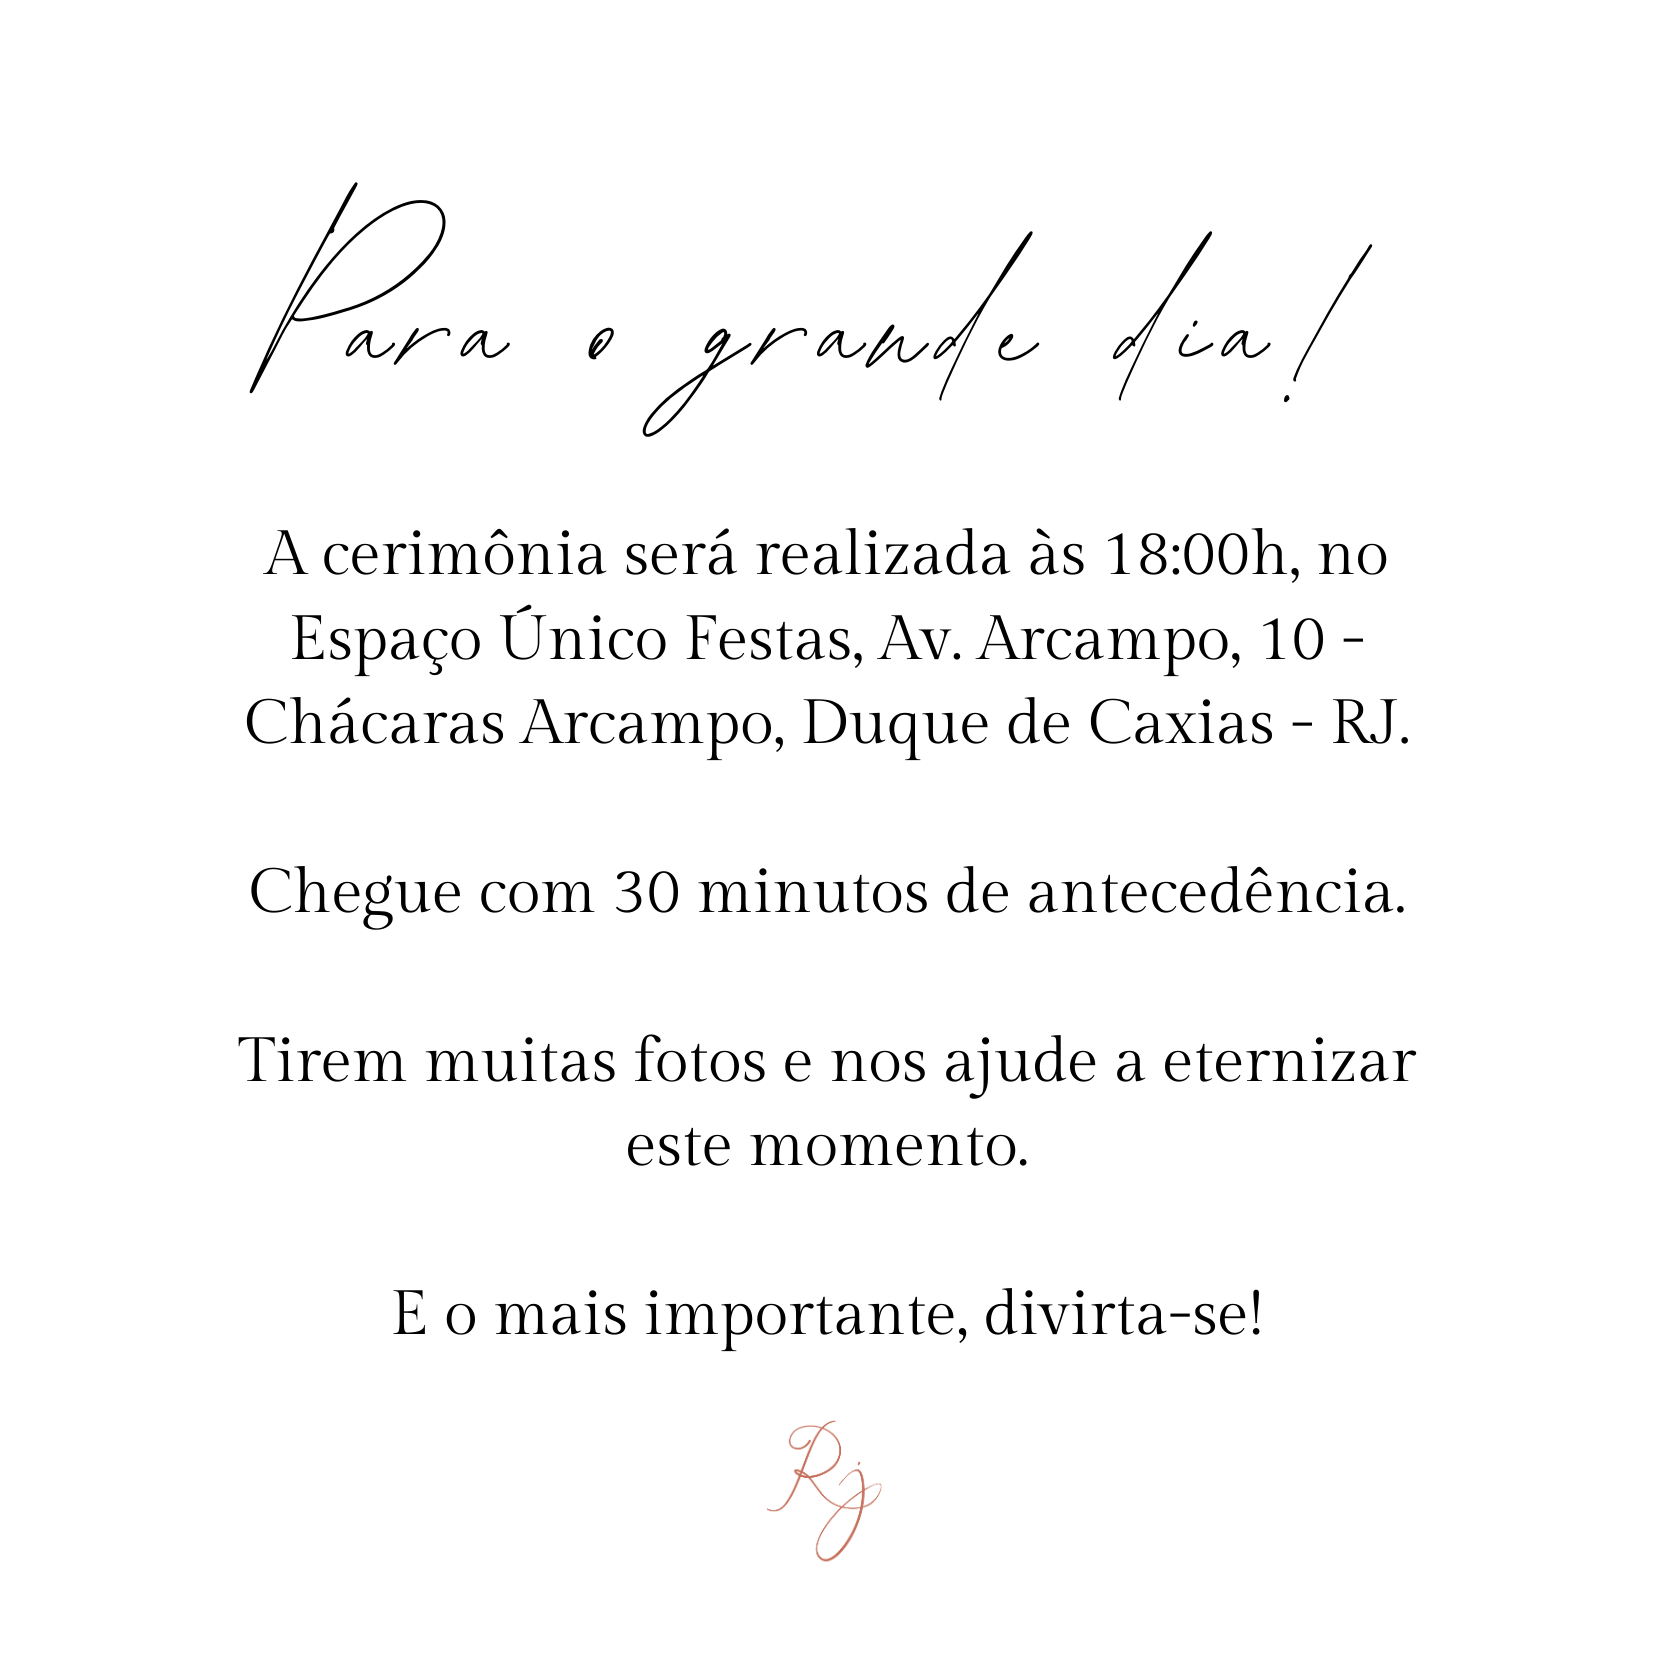 Para o grande dia!
A cerimônia será realizada às 18:00h, no
Espaço Único Festas, Av. Arcampo, 10 -
Chácaras Arcampo, Duque de Caxias - RJ.
Chegue com 30 minutos de antecedência.
Tirem muitas fotos e nos ajude a eternizar
este momento.
E o mais importante, divirta-se!
Rj